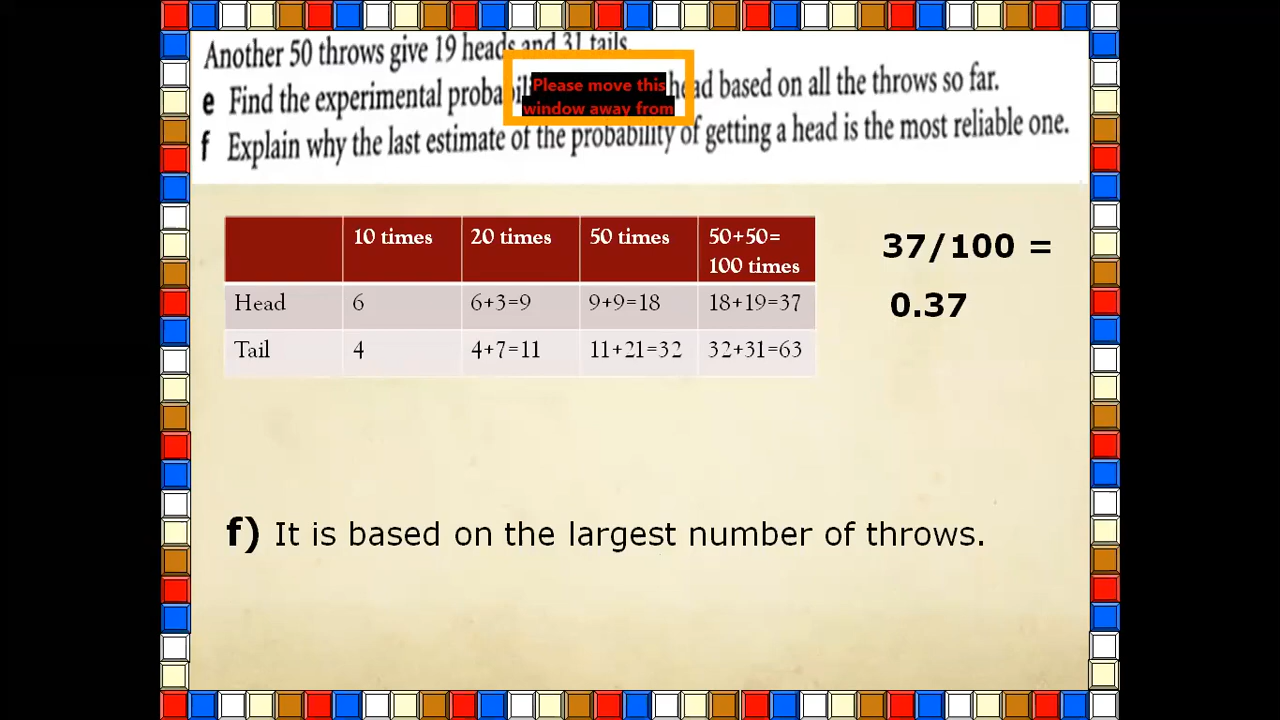 Another 50 throws give 19 heads and 31 tails.
e Find the experimental head based on all the throws so far.
Please move this
window away from
f Explain why the last estimate of the probability of getting a head is the most reliable one.
10 times 20 times 50 times 50+50=
100 times
Head 6 6+3=9 9+9=18 18+19=37
Tail 4 4+7=11 11+21=32 32+31=63
37/100 =
0.37
f) It is based on the largest number of throws.